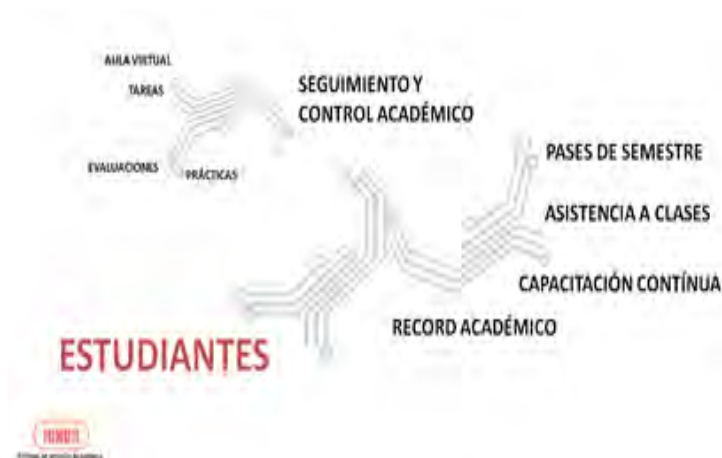 AULA VIRTUAL
TAREAS
SEGUIMIENTO Y
CONTROL ACADÉMICO
PASES DE SEMESTRE
EVALUACIONES
PRÁCTICAS
ASISTENCIA A CLASES
CAPACITACIÓN CONTÍNUA
RECORD ACADÉMICO
ESTUDIANTES